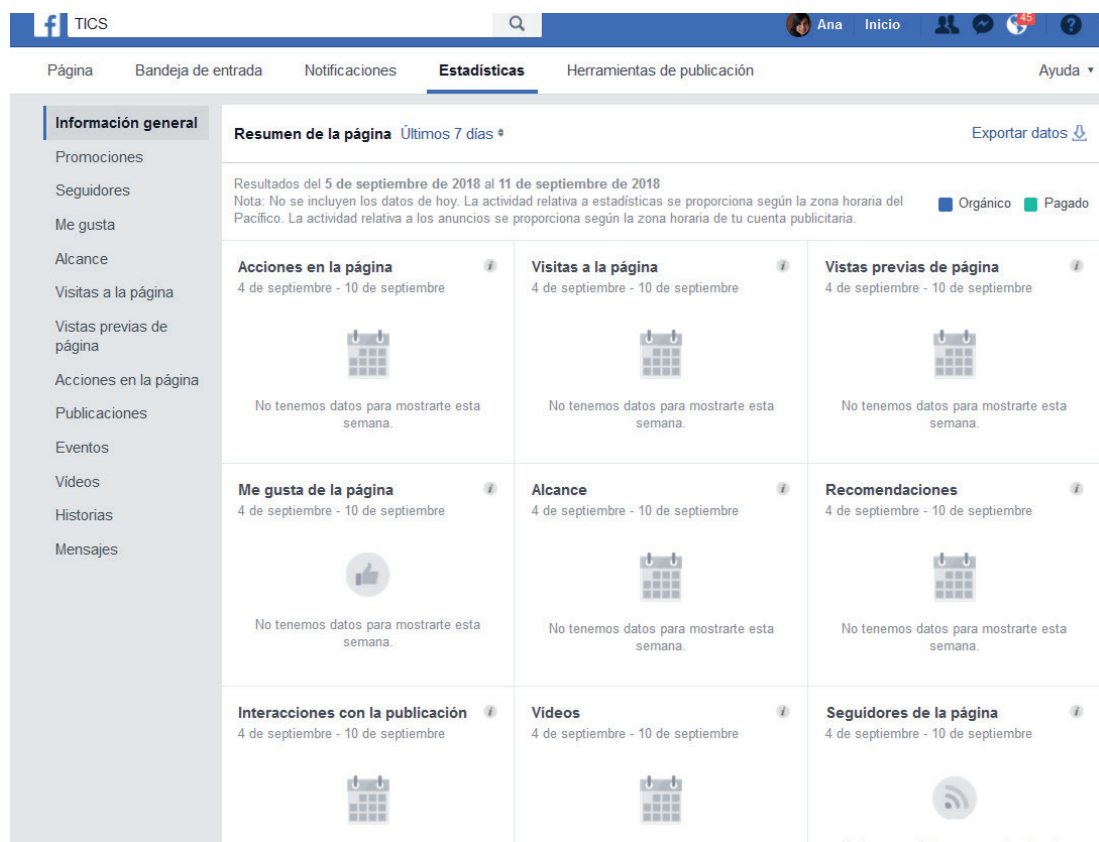 f TICS
Ana Inicio 45 ?
Página Bandeja de entrada Notificaciones Estadísticas Herramientas de publicación Ayuda
Información general
Promociones
Seguidores
Me gusta
Alcance
Visitas a la página
Vistas previas de
página
Acciones en la página
Publicaciones
Eventos
Vídeos
Historias
Mensajes
Resumen de la página Últimos 7 días
Exportar datos
Resultados del 5 de septiembre de 2018 al 11 de septiembre de 2018
Nota: No se incluyen los datos de hoy. La actividad relativa a estadísticas se proporciona según la zona horaria del
Pacífico. La actividad relativa a los anuncios se proporciona según la zona horaria de tu cuenta publicitaria.
Orgánico Pagado
Acciones en la página i
4 de septiembre - 10 de septiembre
No tenemos datos para mostrarte esta
semana.
Visitas a la página i
4 de septiembre - 10 de septiembre
No tenemos datos para mostrarte esta
semana.
Vistas previas de página i
4 de septiembre - 10 de septiembre
No tenemos datos para mostrarte esta
semana.
Me gusta de la página i
4 de septiembre - 10 de septiembre
No tenemos datos para mostrarte esta
semana.
Alcance i
4 de septiembre - 10 de septiembre
No tenemos datos para mostrarte esta
semana.
Recomendaciones i
4 de septiembre - 10 de septiembre
No tenemos datos para mostrarte esta
semana.
Interacciones con la publicación i
4 de septiembre - 10 de septiembre
Vídeos i
4 de septiembre - 10 de septiembre
Seguidores de la página i
4 de septiembre - 10 de septiembre